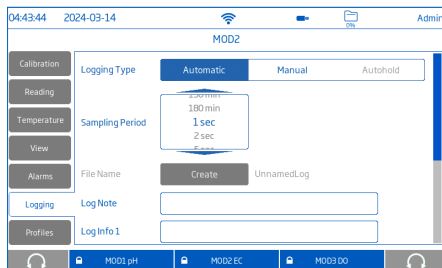 04:43:44 2024-03-14 0% Admin
MOD2
Calibration
Reading
Temperature
View
Alarms
Logging
Profiles
Logging Type Automatic Manual Autohold
150 min
180 min
Sampling Period 1 sec
2 sec
File Name Create UnnamedLog
Log Note
Log Info 1
MOD1 pH MOD2 EC MOD3 DO